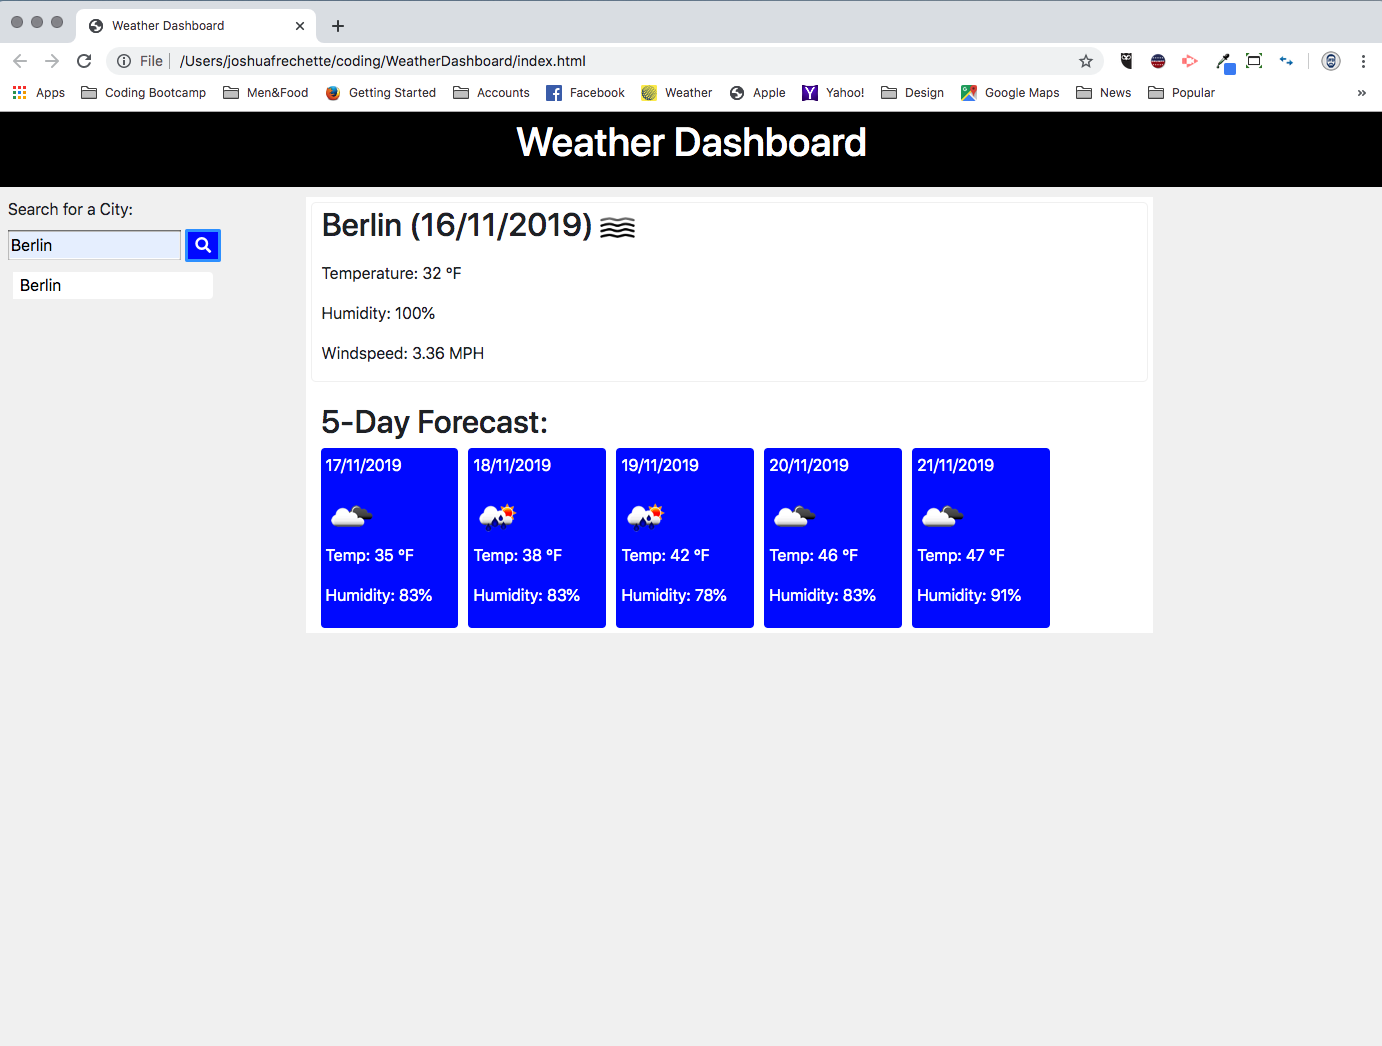 Weather Dashboard
File /Users/joshuafrechette/coding/WeatherDashboard/index.html
Apps Coding Bootcamp Men&Food Getting Started Accounts Facebook Weather Apple Yahoo! Design Google Maps News Popular »
Weather Dashboard
Search for a City:
Berlin
Berlin
Berlin (16/11/2019)
Temperature: 32 °F
Humidity: 100%
Windspeed: 3.36 MPH
5-Day Forecast:
17/11/2019
Temp: 35 °F
Humidity: 83%
18/11/2019
Temp: 38 °F
Humidity: 83%
19/11/2019
Temp: 42 °F
Humidity: 78%
20/11/2019
Temp: 46 °F
Humidity: 83%
21/11/2019
Temp: 47 °F
Humidity: 91%